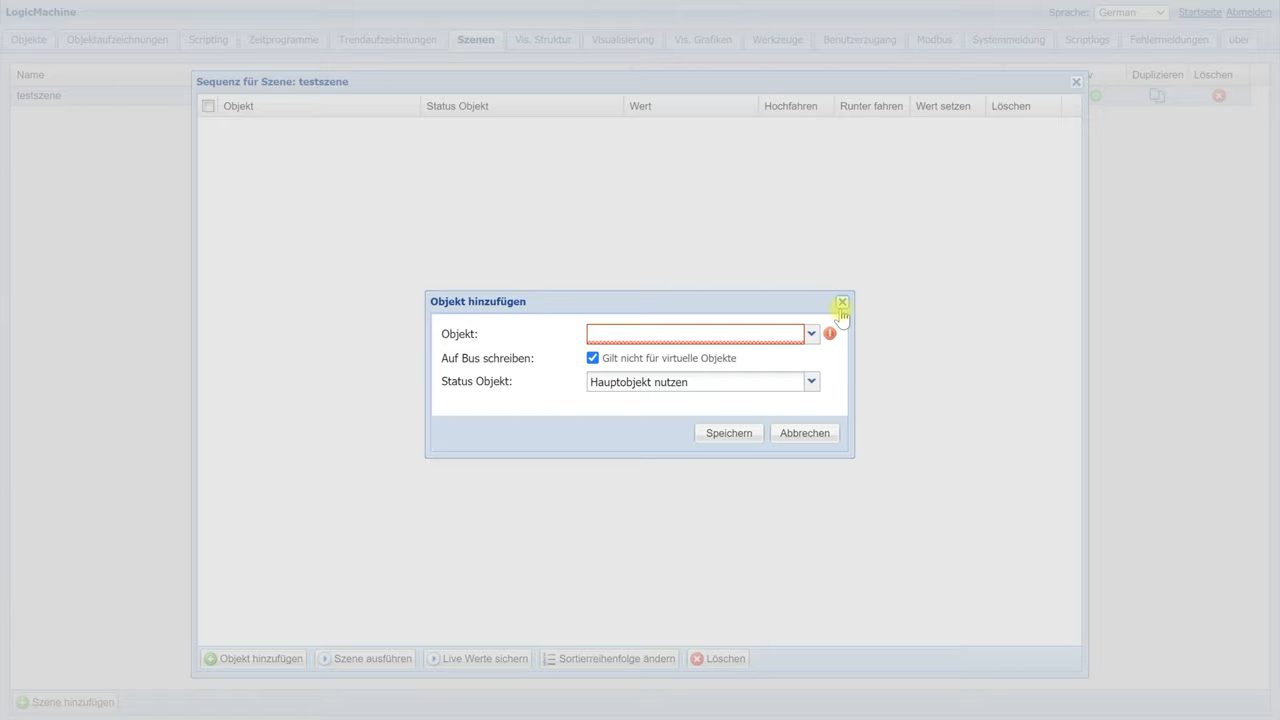 LogicMachine
Sprache: German Startseite Abmelden
Objekte Objektaufzeichnungen Scripting Zeitprogramme Trendaufzeichnungen Szenen Vis. Struktur Visualisierung Vis. Grafiken Werkzeuge Benutzerzugang Modbus Systemmeldung Scriptlogs Fehlermeldungen Über
Name Duplizieren Löschen
testszene
Sequenz für Szene: testszene
Objekt Status Objekt Wert Hochfahren Runter fahren Wert setzen Löschen
Objekt hinzufügen
Objekt:
Auf Bus schreiben: Gilt nicht für virtuelle Objekte
Status Objekt: Hauptobjekt nutzen
Speichern Abbrechen
Objekt hinzufügen Szene ausführen Live Werte sichern Sortierreihenfolge ändern Löschen
Szene hinzufügen